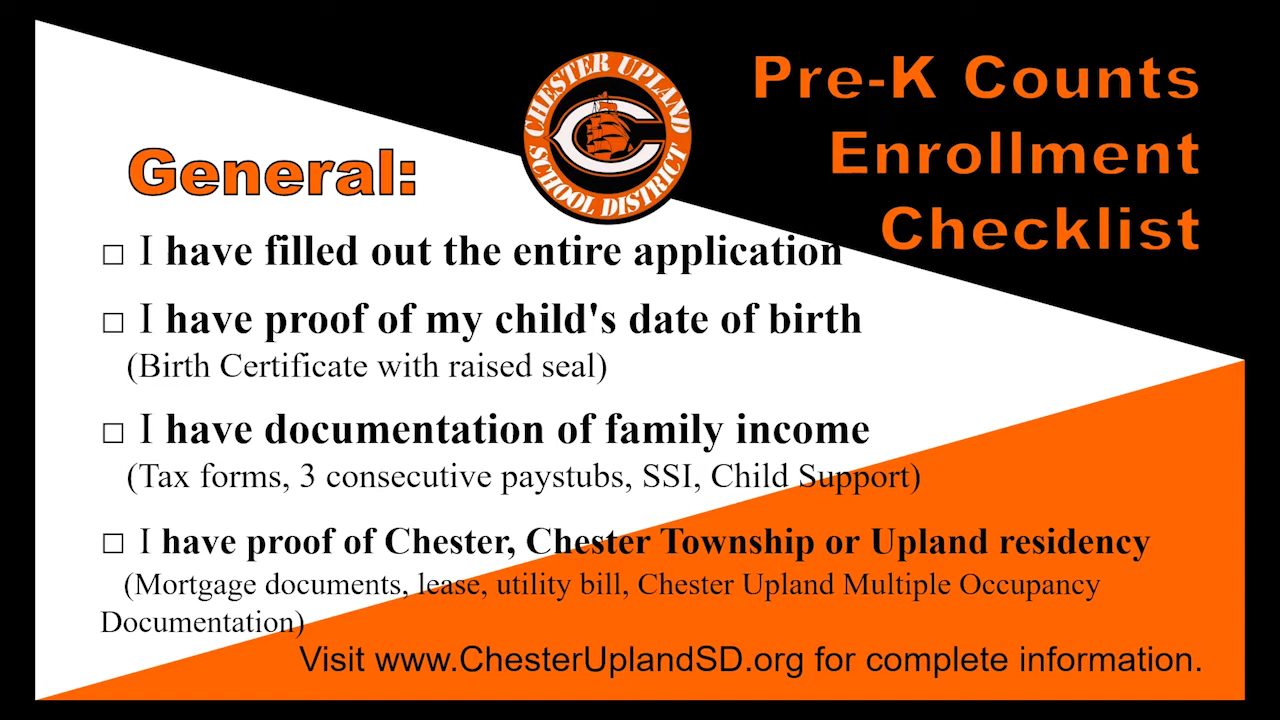 CHESTER UPLAND
SCHOOL DISTRICT
Pre-K Counts
Enrollment
Checklist
General:
□ I have filled out the entire application
□ I have proof of my child's date of birth
(Birth Certificate with raised seal)
□ I have documentation of family income
(Tax forms, 3 consecutive paystubs, SSI, Child Support)
□ I have proof of Chester, Chester Township or Upland residency
(Mortgage documents, lease, utility bill, Chester Upland Multiple Occupancy
Documentation)
Visit www.ChesterUplandSD.org for complete information.